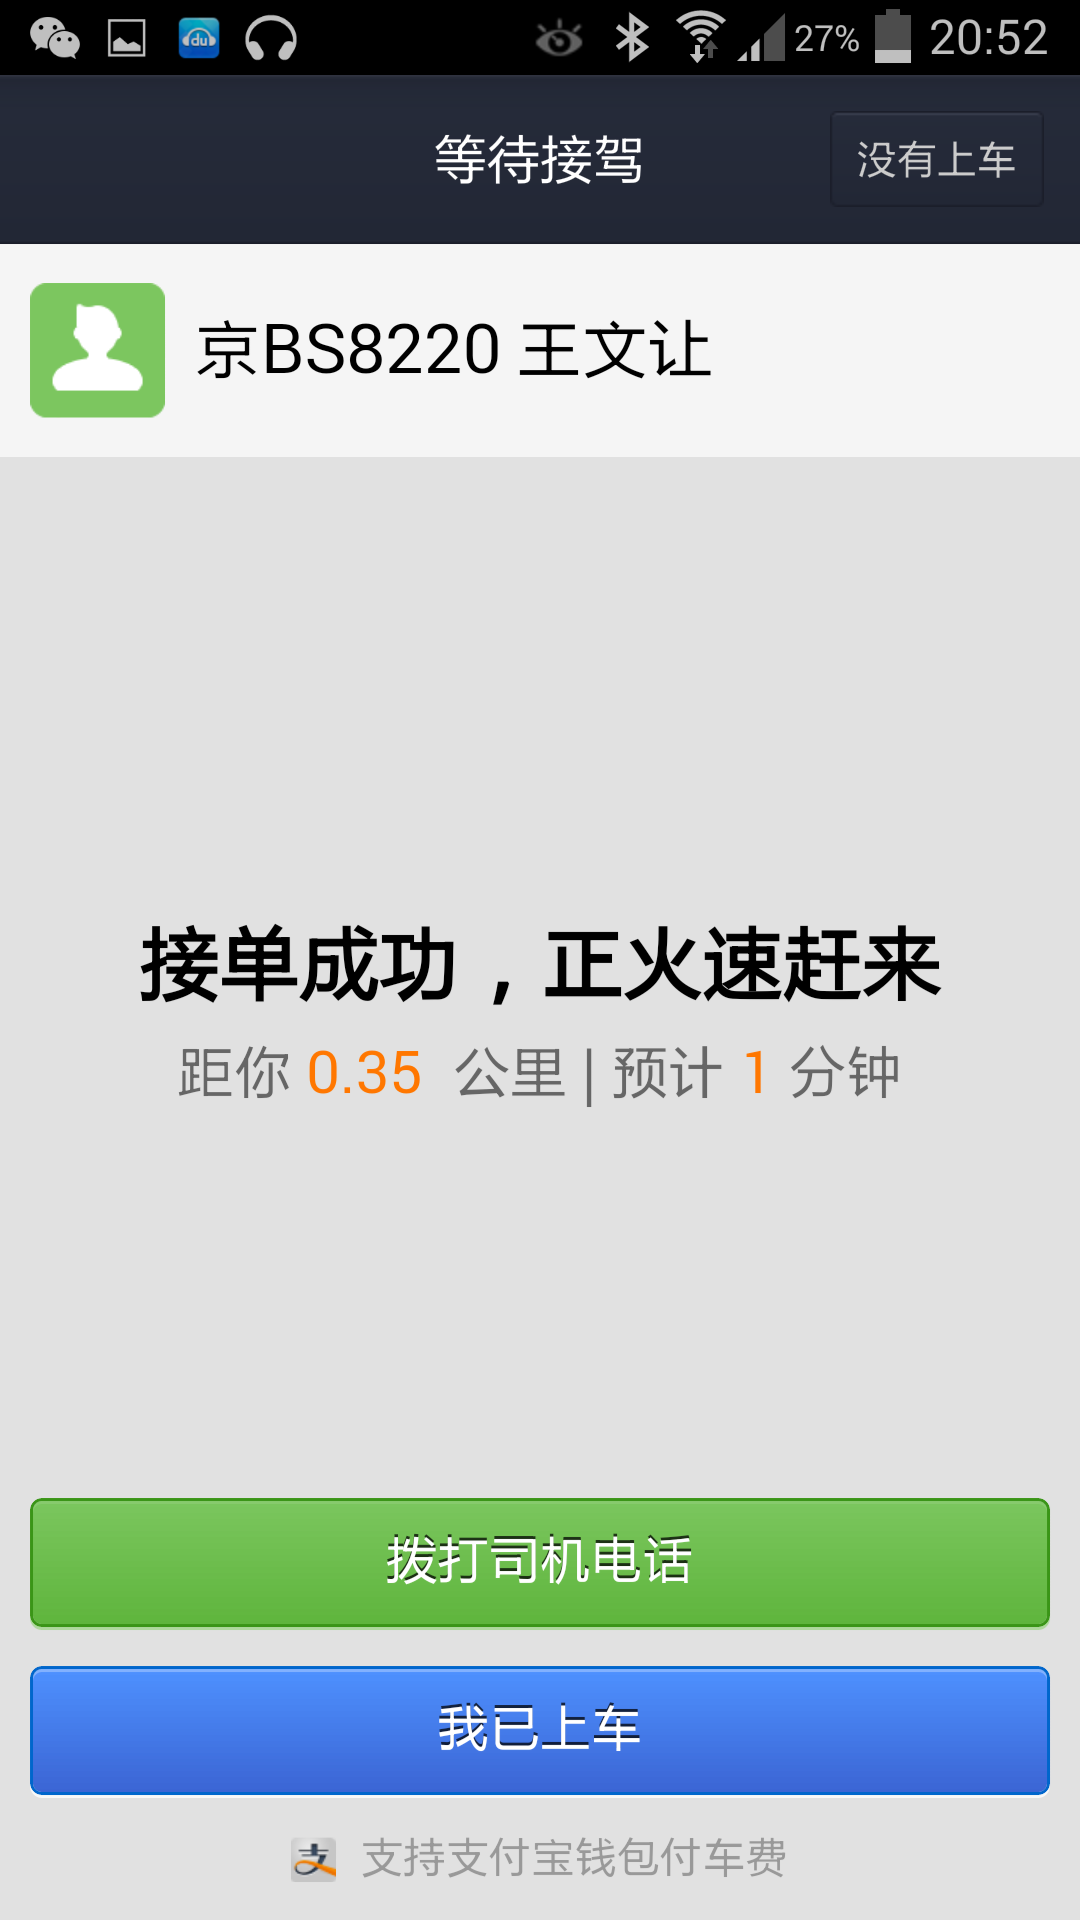 27% 20:52
等待接驾
没有上车
京BS8220 王文让
接单成功，正火速赶来
距你 0.35 公里 | 预计 1 分钟
拨打司机电话
我已上车
支 支持支付宝钱包付车费